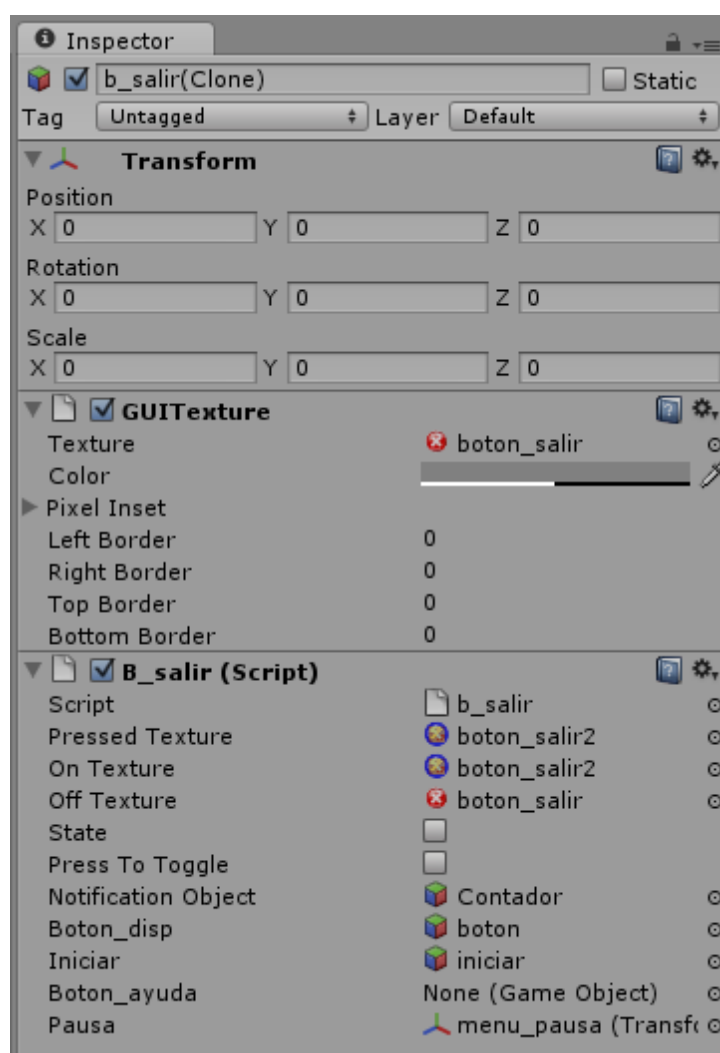 Inspector
b_salir(Clone) Static
Tag Untagged Layer Default
Transform
Position
X 0 Y 0 Z 0
Rotation
X 0 Y 0 Z 0
Scale
X 0 Y 0 Z 0
GUITexture
Texture boton_salir
Color
Pixel Inset
Left Border 0
Right Border 0
Top Border 0
Bottom Border 0
B_salir (Script)
Script b_salir
Pressed Texture boton_salir2
On Texture boton_salir2
Off Texture boton_salir
State
Press To Toggle
Notification Object Contador
Boton_disp boton
Iniciar iniciar
Boton_ayuda None (Game Object)
Pausa menu_pausa (Transf